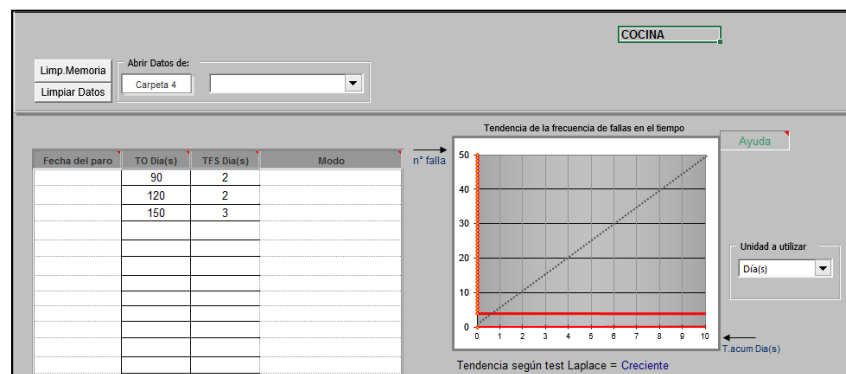 COCINA
Limp.Memoria
Limpiar Datos
Abrir Datos de:
Carpeta 4
Tendencia de la frecuencia de fallas en el tiempo
Ayuda
Fecha del paro TO Dia(s) TFS Dia(s) Modo
90 2
120 2
150 3
n° falla
50
40
30
20
10
0
0 1 2 3 4 5 6 7 8 9 10
T.acum Dia(s)
Unidad a utilizar
Día(s)
Tendencia según test Laplace = Creciente